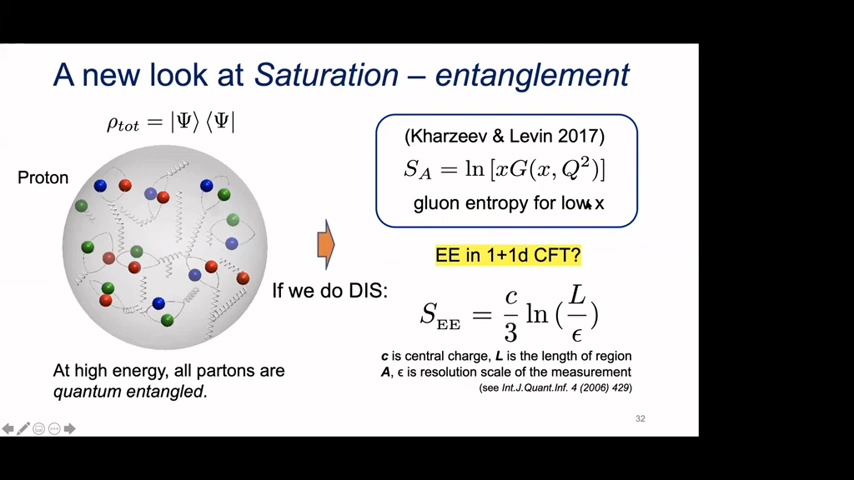 A new look at Saturation – entanglement
ρ_tot = |Ψ⟩ ⟨Ψ|
Proton
(Kharzeev & Levin 2017)
S_A = ln [xG(x, Q²)]
gluon entropy for low x
EE in 1+1d CFT?
If we do DIS:
S_EE = c/3 ln (L/ϵ)
c is central charge, L is the length of region
A, ϵ is resolution scale of the measurement
(see Int.J.Quant.Inf. 4 (2006) 429)
At high energy, all partons are
quantum entangled.
32